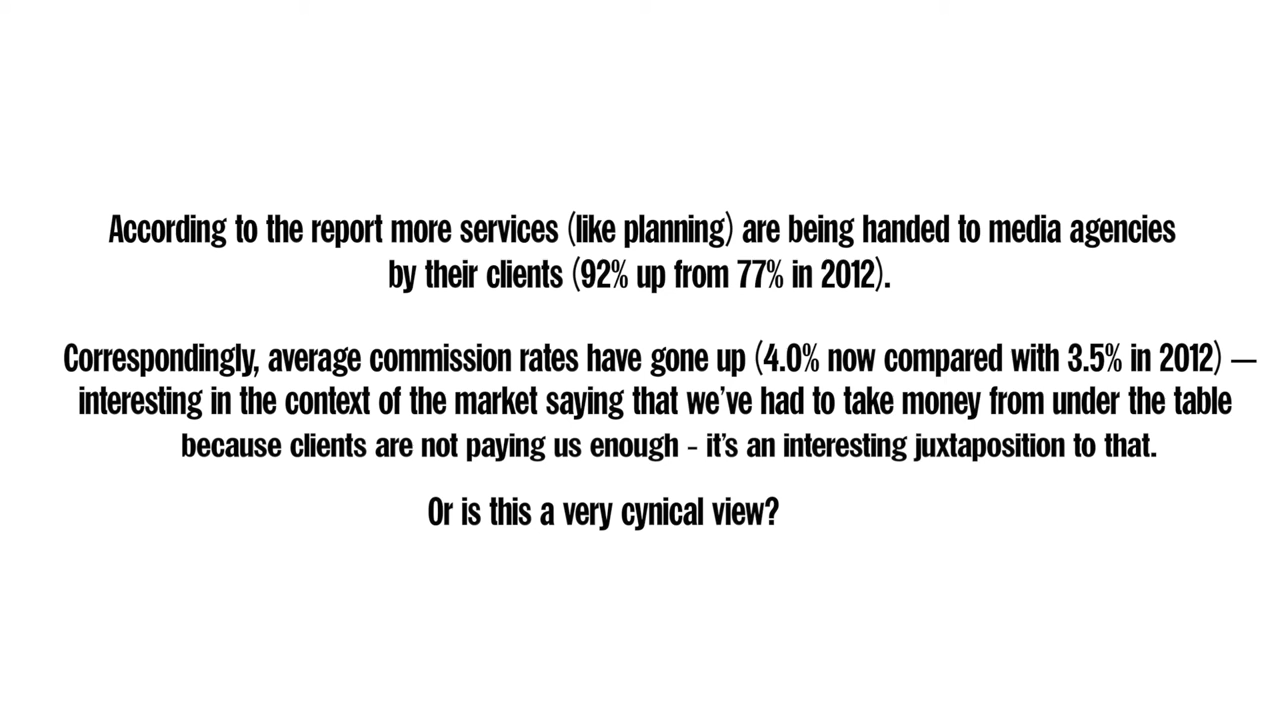 According to the report more services (like planning) are being handed to media agencies
by their clients (92% up from 77% in 2012).
Correspondingly, average commission rates have gone up (4.0% now compared with 3.5% in 2012) —
interesting in the context of the market saying that we've had to take money from under the table
because clients are not paying us enough - it's an interesting juxtaposition to that.
Or is this a very cynical view?